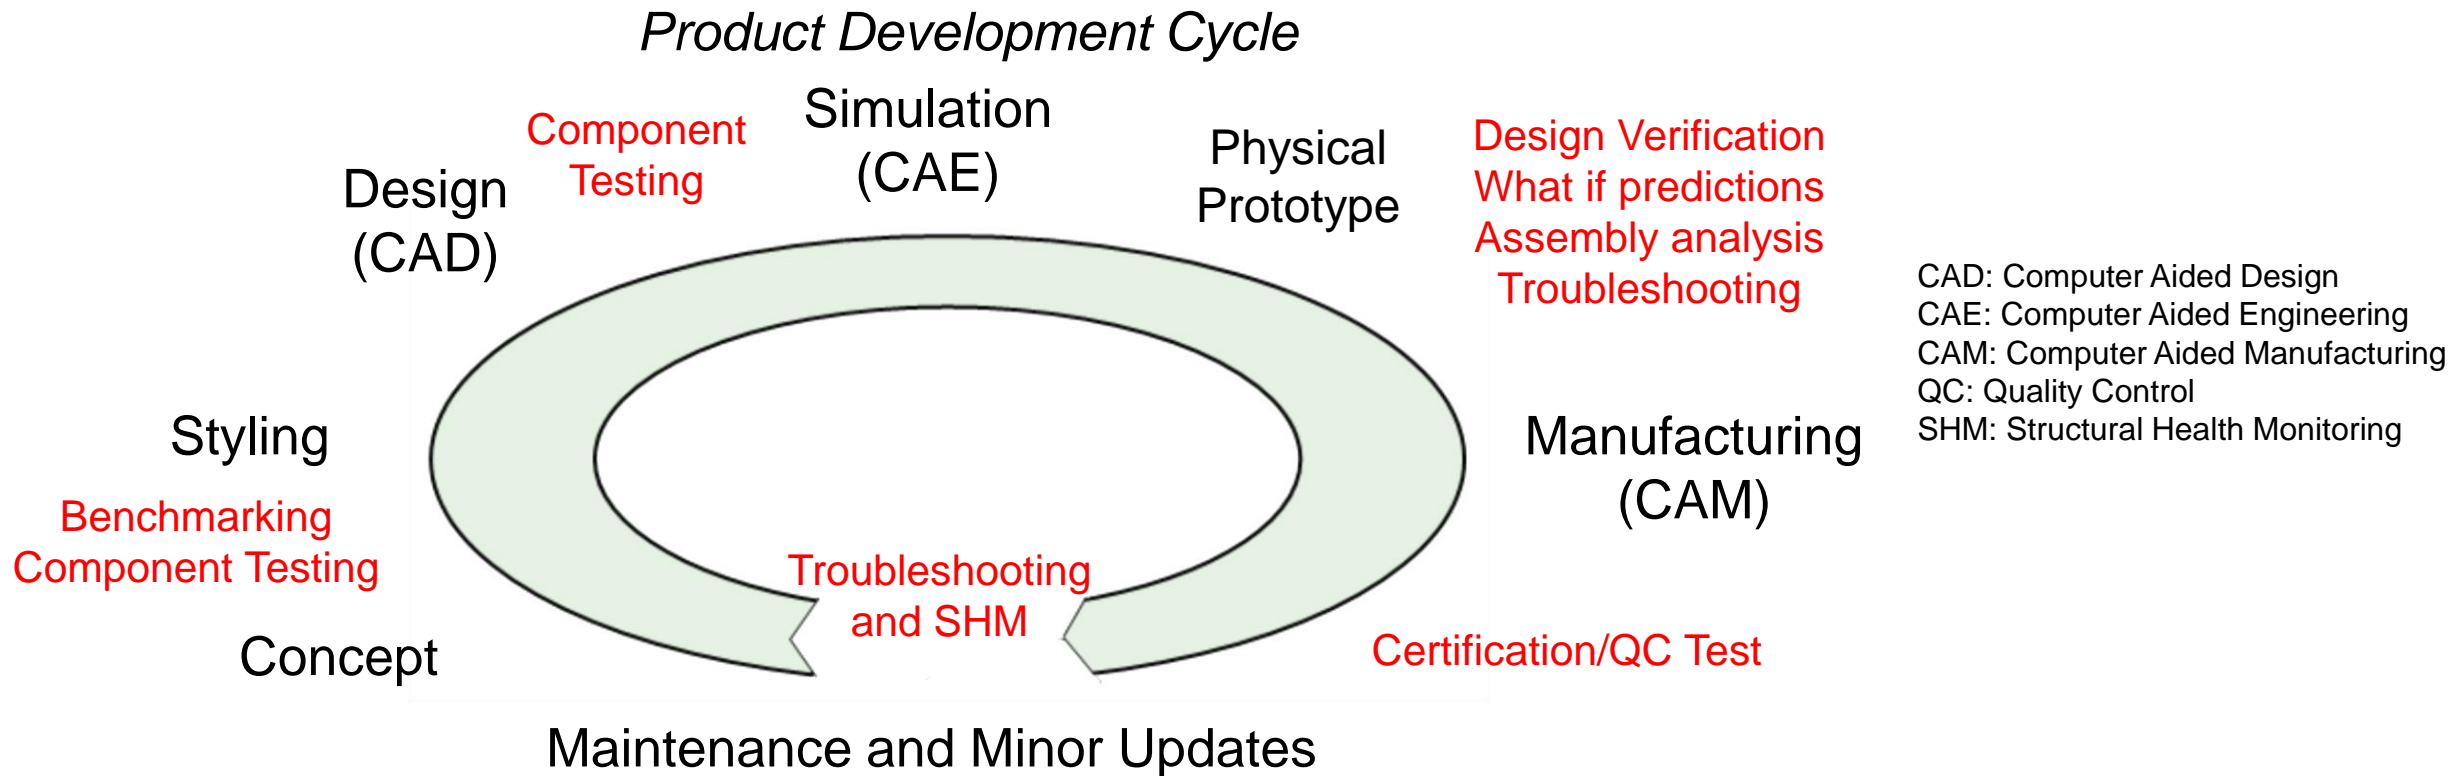 Product Development Cycle
Component
Testing
Simulation
(CAE)
Physical
Prototype
Design Verification
What if predictions
Assembly analysis
Troubleshooting
Design
(CAD)
CAD: Computer Aided Design
CAE: Computer Aided Engineering
CAM: Computer Aided Manufacturing
QC: Quality Control
SHM: Structural Health Monitoring
Styling
Manufacturing
(CAM)
Benchmarking
Component Testing
Troubleshooting
and SHM
Concept
Certification/QC Test
Maintenance and Minor Updates